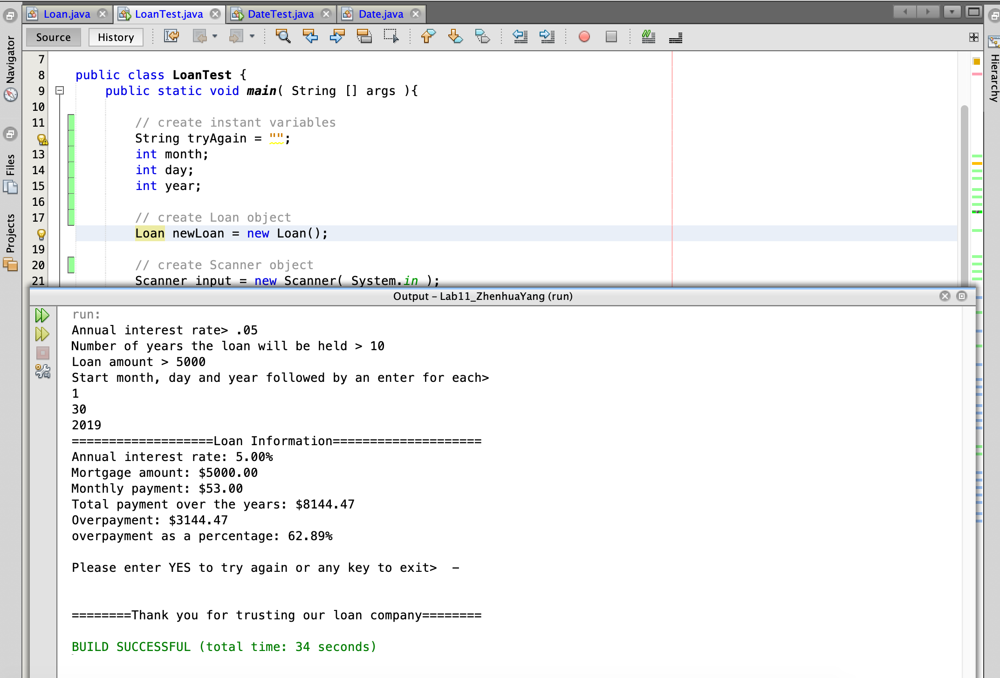 Loan.java LoanTest.java DateTest.java Date.java
Source History
Navigator
Files
Projects
Hierarchy
7
8 public class LoanTest {
9 public static void main( String [] args ){
10
11 // create instant variables
String tryAgain = "";
13 int month;
14 int day;
15 int year;
16
17 // create Loan object
Loan newLoan = new Loan();
19
20 // create Scanner object
21 Scanner input = new Scanner( System.in );
Output – Lab11_ZhenhuaYang (run)
run:
Annual interest rate> .05
Number of years the loan will be held > 10
Loan amount > 5000
Start month, day and year followed by an enter for each>
1
30
2019
===================Loan Information====================
Annual interest rate: 5.00%
Mortgage amount: $5000.00
Monthly payment: $53.00
Total payment over the years: $8144.47
Overpayment: $3144.47
overpayment as a percentage: 62.89%
Please enter YES to try again or any key to exit>  –
========Thank you for trusting our loan company========
BUILD SUCCESSFUL (total time: 34 seconds)